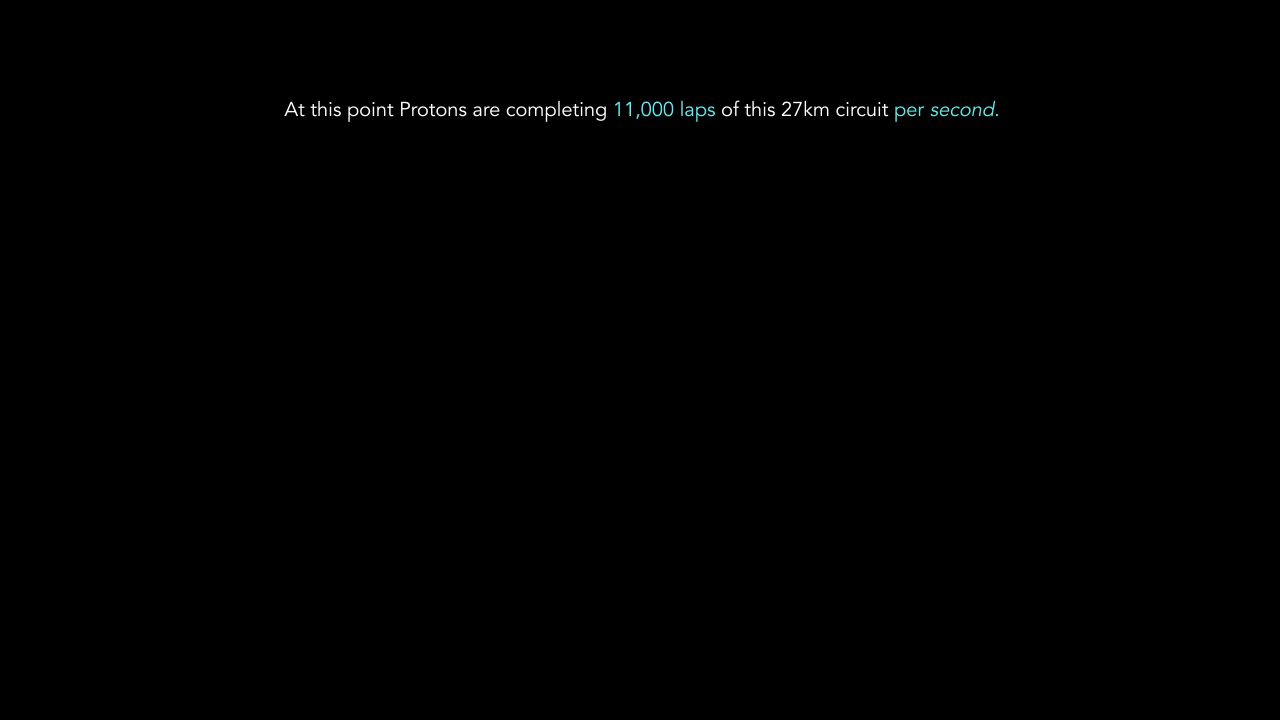 At this point Protons are completing 11,000 laps of this 27km circuit per second.